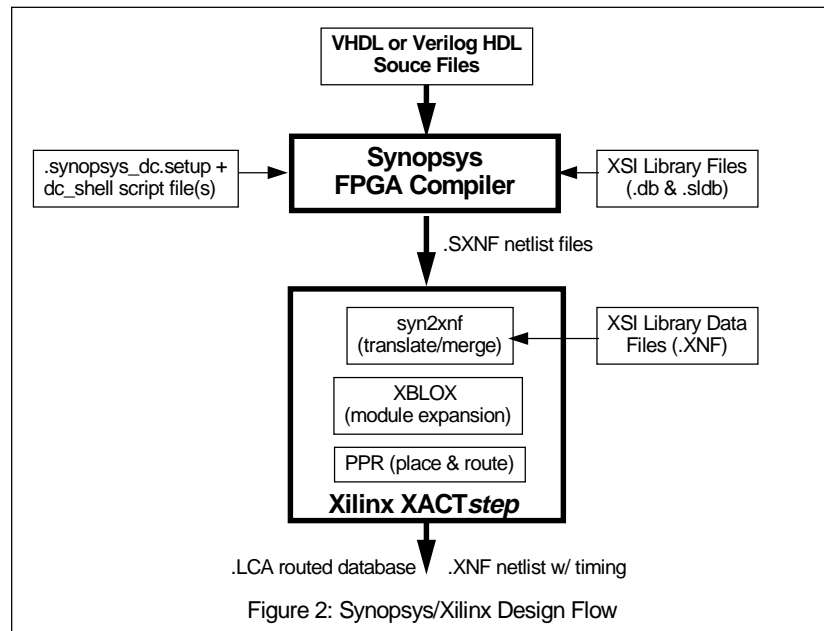 VHDL or Verilog HDL
Souce Files
.synopsys_dc.setup +
dc_shell script file(s)
Synopsys
FPGA Compiler
XSI Library Files
(.db & .sldb)
.SXNF netlist files
syn2xnf
(translate/merge)
XSI Library Data
Files (.XNF)
XBLOX
(module expansion)
PPR (place & route)
Xilinx XACTstep
.LCA routed database
.XNF netlist w/ timing
Figure 2: Synopsys/Xilinx Design Flow